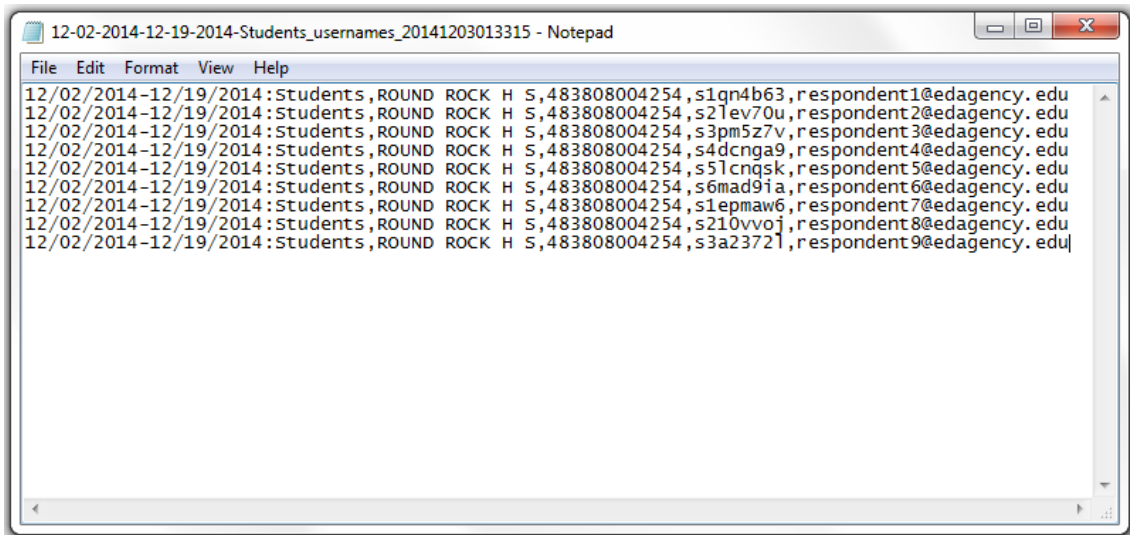 12-02-2014-12-19-2014-Students_usernames_20141203013315 - Notepad
File Edit Format View Help
12/02/2014-12/19/2014:Students,ROUND ROCK H S,483808004254,s1qn4b63,respondent1@edagency.edu
12/02/2014-12/19/2014:Students,ROUND ROCK H S,483808004254,s2lev70u,respondent2@edagency.edu
12/02/2014-12/19/2014:Students,ROUND ROCK H S,483808004254,s3pm5z7v,respondent3@edagency.edu
12/02/2014-12/19/2014:Students,ROUND ROCK H S,483808004254,s4dcnga9,respondent4@edagency.edu
12/02/2014-12/19/2014:Students,ROUND ROCK H S,483808004254,s5lcnqsk,respondent5@edagency.edu
12/02/2014-12/19/2014:Students,ROUND ROCK H S,483808004254,s6mad9ia,respondent6@edagency.edu
12/02/2014-12/19/2014:Students,ROUND ROCK H S,483808004254,s1epmaw6,respondent7@edagency.edu
12/02/2014-12/19/2014:Students,ROUND ROCK H S,483808004254,s2l0vvoj,respondent8@edagency.edu
12/02/2014-12/19/2014:Students,ROUND ROCK H S,483808004254,s3a2372l,respondent9@edagency.edu